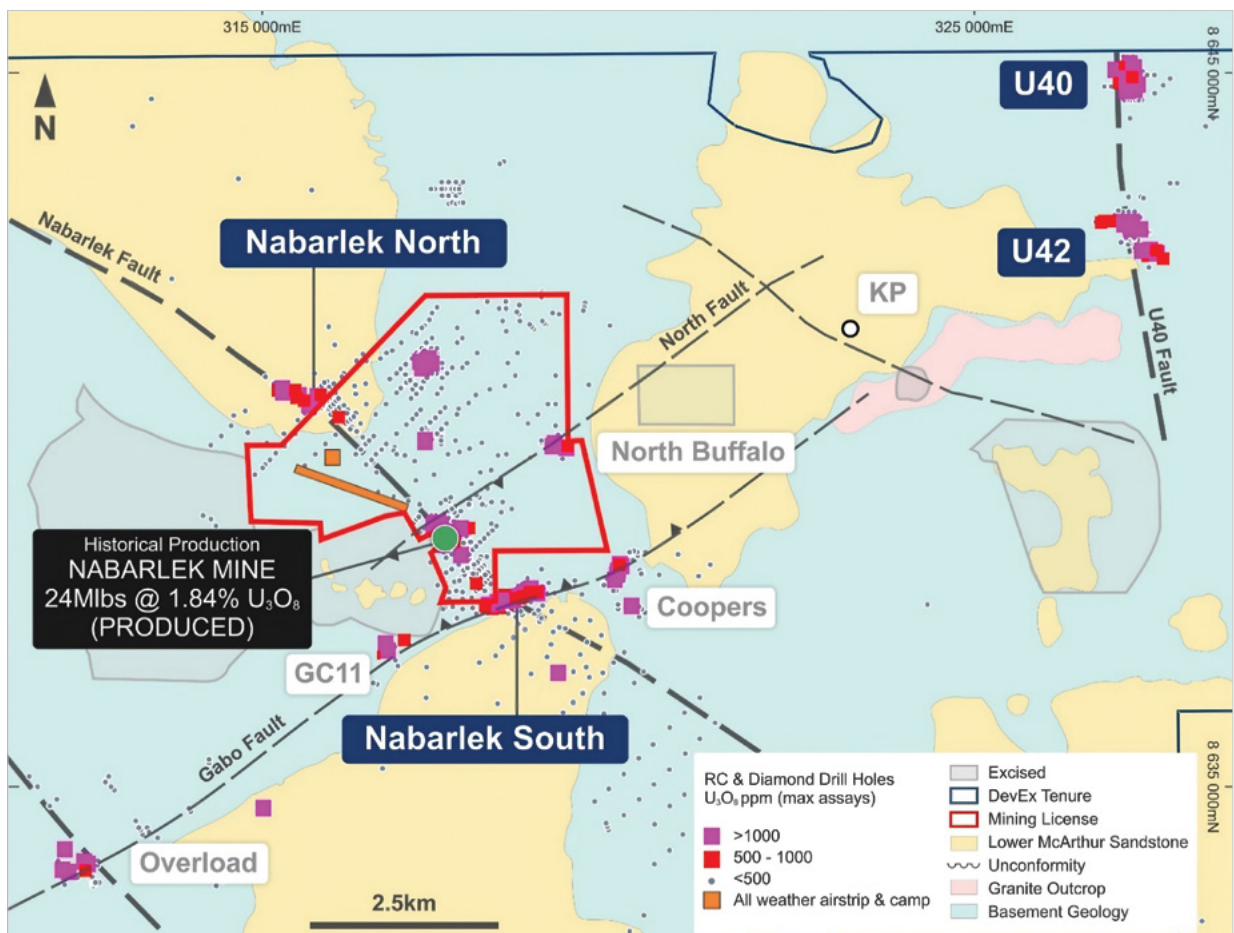 315 000mE
325 000mE
8 645 000mN
N
U40
Nabarlek Fault
Nabarlek North
U42
KP
North Fault
U40 Fault
North Buffalo
Historical Production
NABARLEK MINE
24Mlbs @ 1.84% U₃O₈
(PRODUCED)
Coopers
GC11
Nabarlek South
Gabo Fault
8 635 000mN
Overload
2.5km
RC & Diamond Drill Holes
U₃O₈ ppm (max assays)
>1000
500 - 1000
<500
All weather airstrip & camp
Excised
DevEx Tenure
Mining License
Lower McArthur Sandstone
Unconformity
Granite Outcrop
Basement Geology